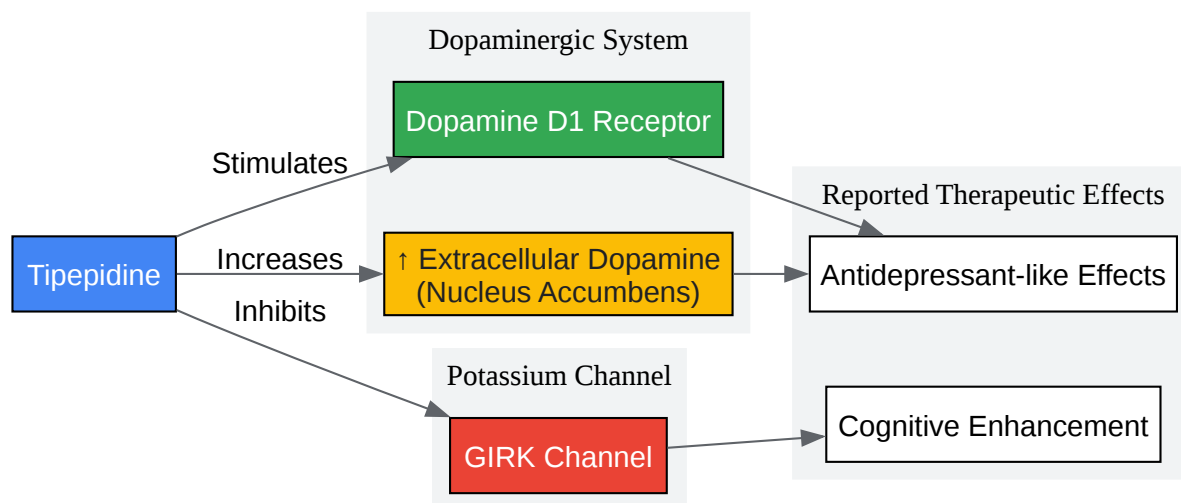 Dopaminergic System
Dopamine D1 Receptor
Stimulates
Reported Therapeutic Effects
Tipepidine
Increases
↑ Extracellular Dopamine
(Nucleus Accumbens)
Antidepressant-like Effects
Inhibits
Potassium Channel
GIRK Channel
Cognitive Enhancement